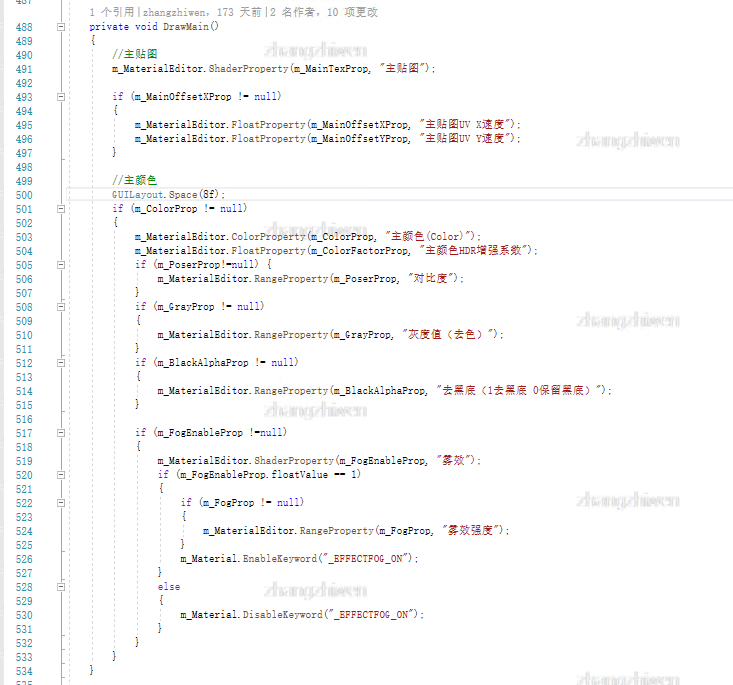 487
1 个引用|zhangzhiwen，173 天前|2 名作者，10 项更改
488 private void DrawMain()
489 {
490 //主贴图
491 m_MaterialEditor.ShaderProperty(m_MainTexProp, "主贴图");
492
493 if (m_MainOffsetXProp != null)
494 {
495 m_MaterialEditor.FloatProperty(m_MainOffsetXProp, "主贴图UV X速度");
496 m_MaterialEditor.FloatProperty(m_MainOffsetYProp, "主贴图UV Y速度");
497 }
498
499 //主颜色
500 GUILayout.Space(8f);
501 if (m_ColorProp != null)
502 {
503 m_MaterialEditor.ColorProperty(m_ColorProp, "主颜色(Color)");
504 m_MaterialEditor.FloatProperty(m_ColorFactorProp, "主颜色HDR增强系数");
505 if (m_PoserProp!=null) {
506 m_MaterialEditor.RangeProperty(m_PoserProp, "对比度");
507 }
508 if (m_GrayProp != null)
509 {
510 m_MaterialEditor.RangeProperty(m_GrayProp, "灰度值（去色）");
511 }
512 if (m_BlackAlphaProp != null)
513 {
514 m_MaterialEditor.RangeProperty(m_BlackAlphaProp, "去黑底（1去黑底 0保留黑底）");
515 }
516
517 if (m_FogEnableProp !=null)
518 {
519 m_MaterialEditor.ShaderProperty(m_FogEnableProp, "雾效");
520 if (m_FogEnableProp.floatValue == 1)
521 {
522 if (m_FogProp != null)
523 {
524 m_MaterialEditor.RangeProperty(m_FogProp, "雾效强度");
525 }
526 m_Material.EnableKeyword("_EFFECTFOG_ON");
527 }
528 else
529 {
530 m_Material.DisableKeyword("_EFFECTFOG_ON");
531 }
532 }
533 }
534 }
535
zhangzhiwen
zhangzhiwen
zhangzhiwen
zhangzhiwen
zhangzhiwen
zhangzhiwen
zhangzhiwen
zhangzhiwen